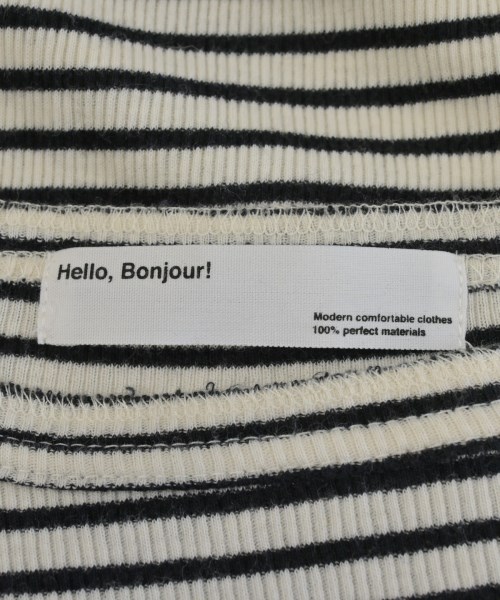 Hello, Bonjour!
Modern comfortable clothes
100% perfect materials